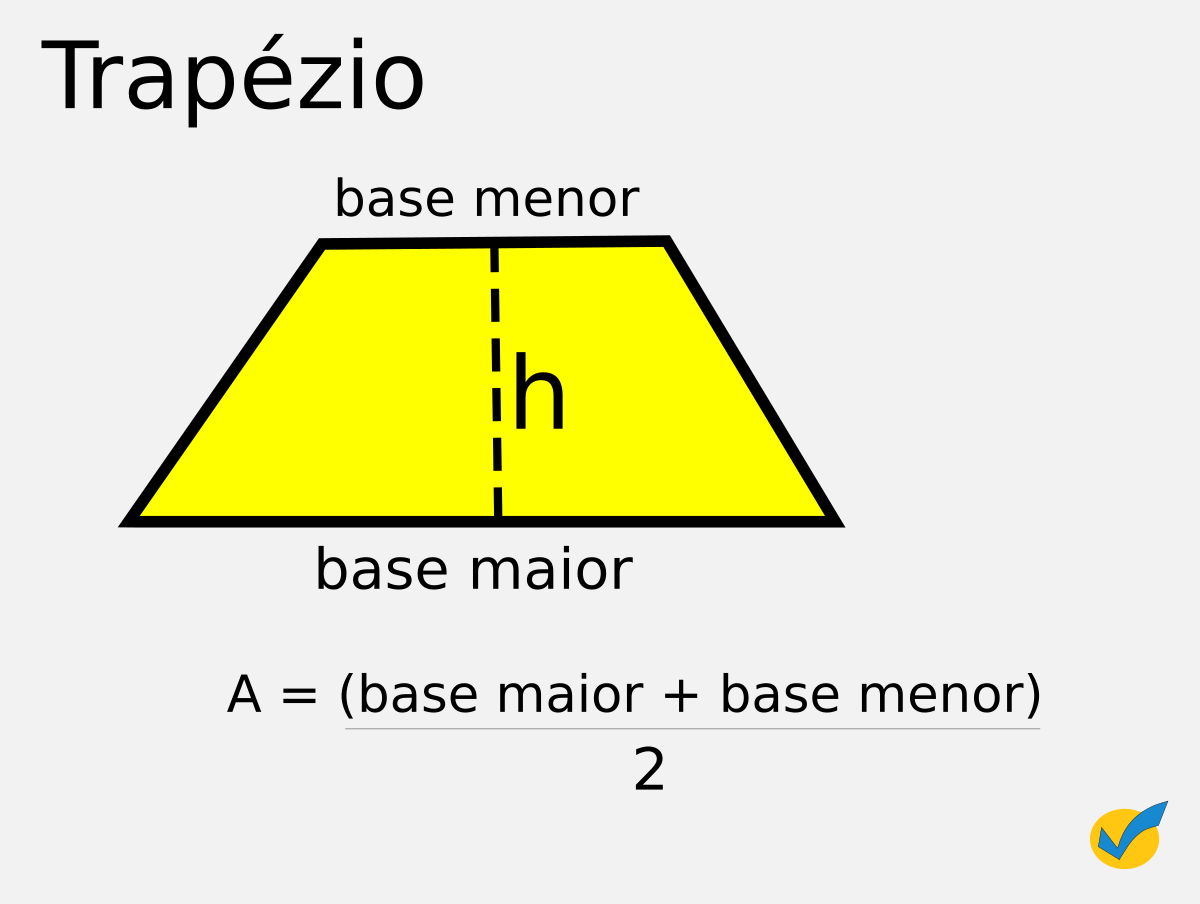 Trapézio
base menor
h
base maior
A = (base maior + base menor)
2